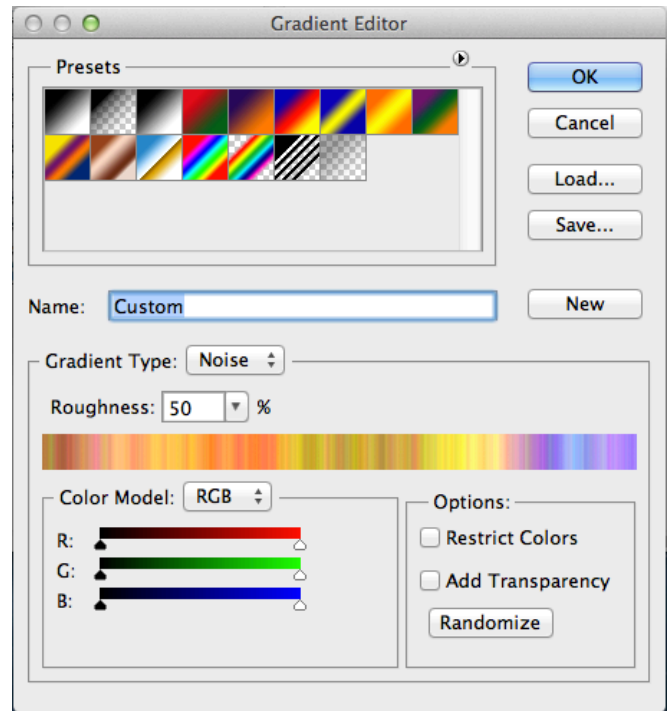 Gradient Editor
Presets
OK
Cancel
Load...
Save...
Name: Custom
New
Gradient Type: Noise
Roughness: 50 %
Color Model: RGB
R:
G:
B:
Options:
Restrict Colors
Add Transparency
Randomize